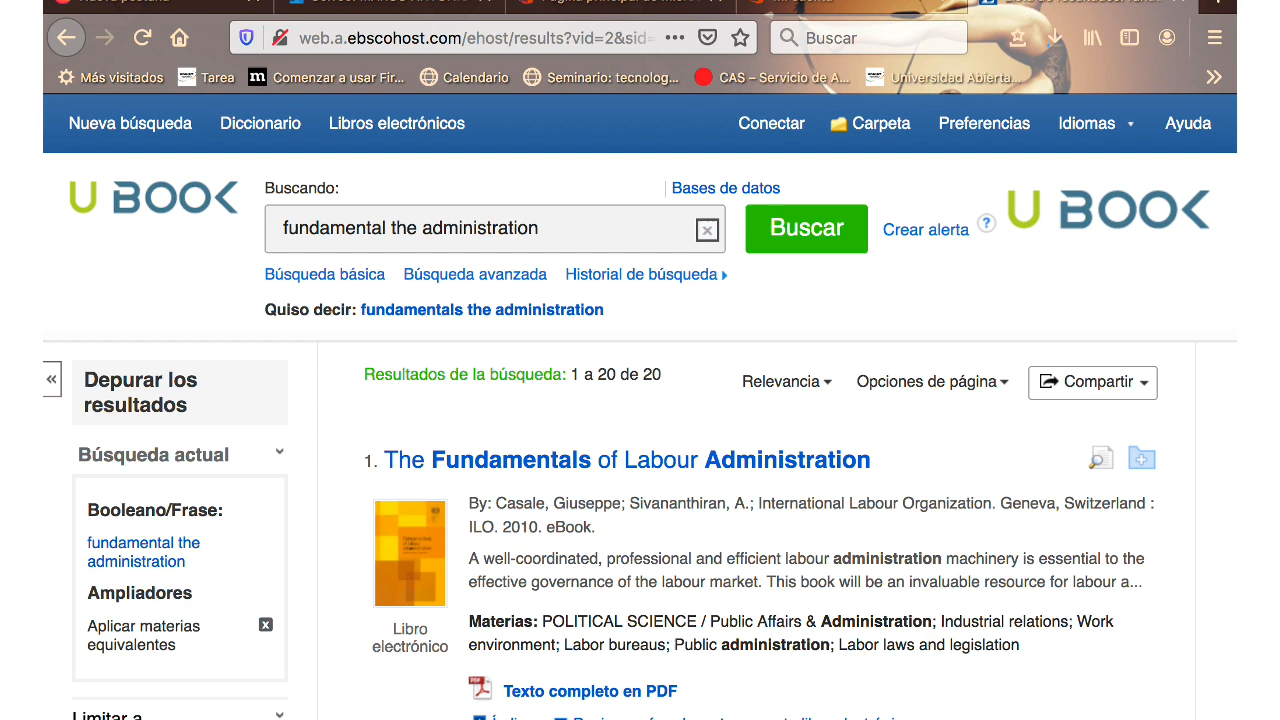 web.a.ebscohost.com/ehost/results?vid=2&sid=
Buscar
Más visitados
Tarea
Comenzar a usar Fir...
Calendario
Seminario: tecnolog...
CAS – Servicio de A...
Universidad Abierta...
Nueva búsqueda Diccionario Libros electrónicos Conectar Carpeta Preferencias Idiomas Ayuda
U BOOK
Buscando: Bases de datos
fundamental the administration
Buscar
Crear alerta ?
U BOOK
Búsqueda básica Búsqueda avanzada Historial de búsqueda
Quiso decir: fundamentals the administration
«
Depurar los
resultados
Búsqueda actual
Booleano/Frase:
fundamental the
administration
Ampliadores
Aplicar materias
equivalentes
Limitar a
Resultados de la búsqueda: 1 a 20 de 20
Relevancia Opciones de página Compartir
1. The Fundamentals of Labour Administration
By: Casale, Giuseppe; Sivananthiran, A.; International Labour Organization. Geneva, Switzerland :
ILO. 2010. eBook.
A well-coordinated, professional and efficient labour administration machinery is essential to the
effective governance of the labour market. This book will be an invaluable resource for labour a...
Libro
electrónico
Materias: POLITICAL SCIENCE / Public Affairs & Administration; Industrial relations; Work
environment; Labor bureaus; Public administration; Labor laws and legislation
PDF
Texto completo en PDF